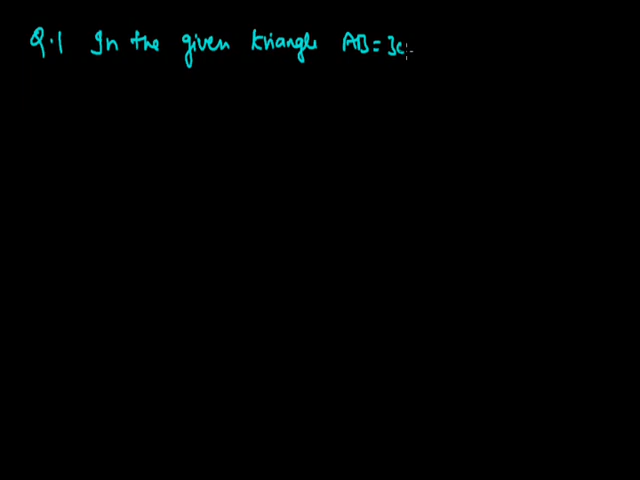 Q.1 In the given triangle AB = 3c